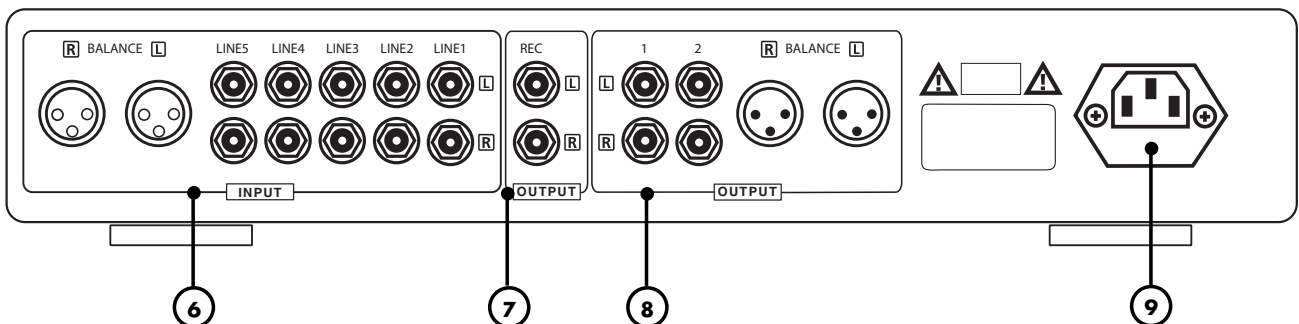 R BALANCE L LINE5 LINE4 LINE3 LINE2 LINE1 REC 1 2 R BALANCE L
L L L
R R R
INPUT OUTPUT OUTPUT
6 7 8 9